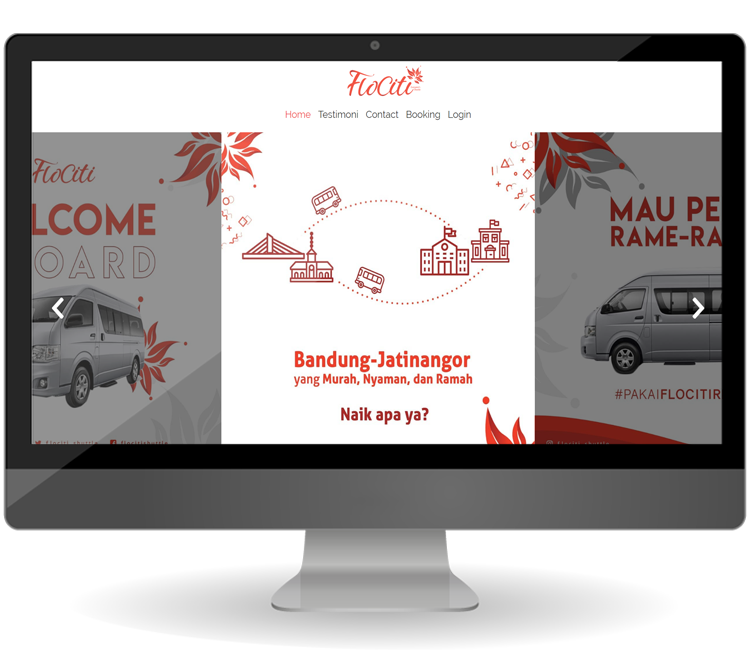 FloCiti
Home Testimoni Contact Booking Login
FloCiti
LCOME
OARD
Bandung-Jatinangor
yang Murah, Nyaman, dan Ramah
Naik apa ya?
MAU PE
RAME-RA
#PAKAIFLOCITIR